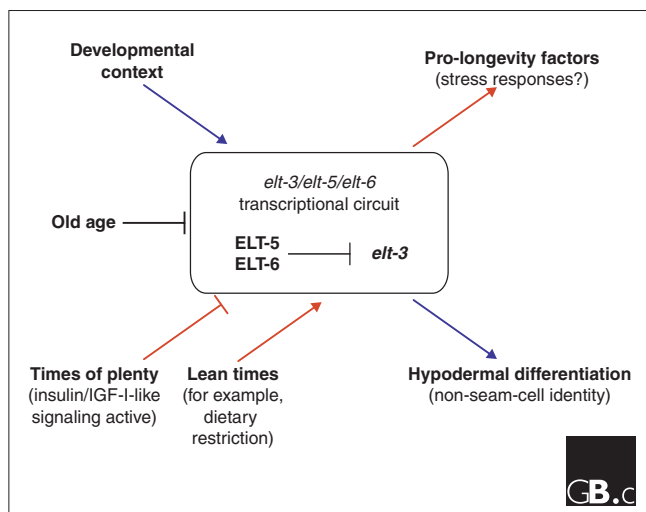 Developmental
context
Pro-longevity factors
(stress responses?)
elt-3/elt-5/elt-6
transcriptional circuit
Old age
ELT-5
ELT-6
elt-3
Times of plenty
(insulin/IGF-I-like
signaling active)
Lean times
(for example,
dietary
restriction)
Hypodermal differentiation
(non-seam-cell identity)
GB.c